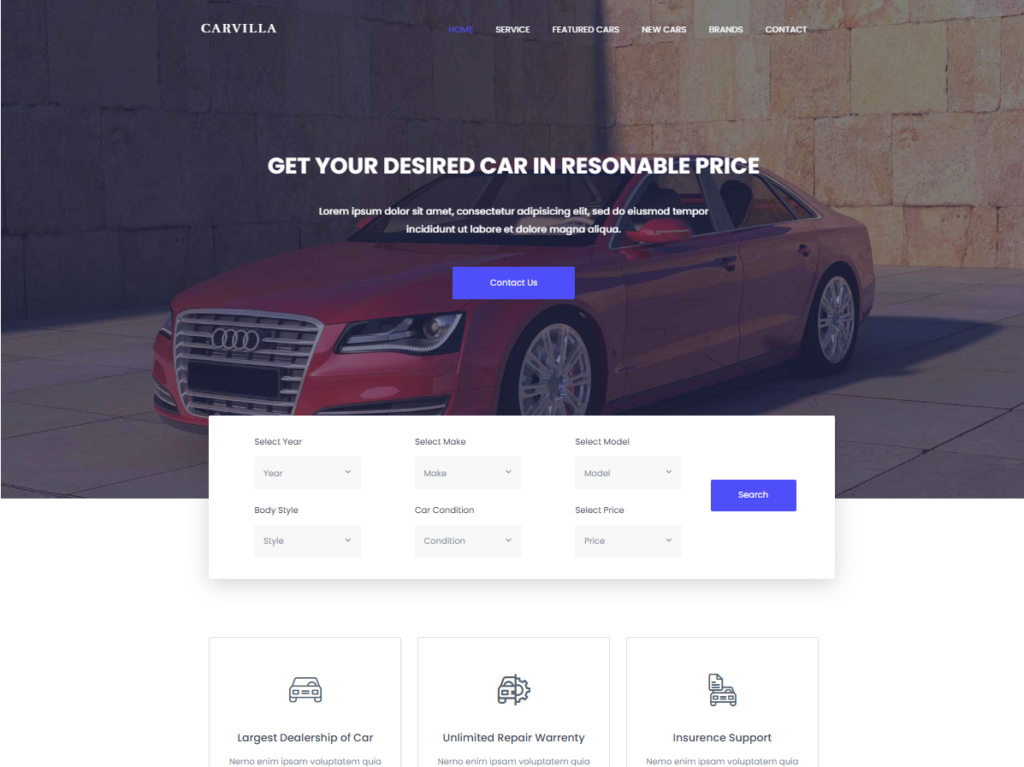 CARVILLA
HOME SERVICE FEATURED CARS NEW CARS BRANDS CONTACT
GET YOUR DESIRED CAR IN RESONABLE PRICE
Lorem ipsum dolor sit amet, consectetur adipisicing elit, sed do eiusmod tempor
incididunt ut labore et dolore magna aliqua.
Contact Us
Select Year Select Make Select Model
Year Make Model
Search
Body Style Car Condition Select Price
Style Condition Price
Largest Dealership of Car Unlimited Repair Warrenty Insurence Support
Nemo enim ipsam voluptatem quia Nemo enim ipsam voluptatem quia Nemo enim ipsam voluptatem quia